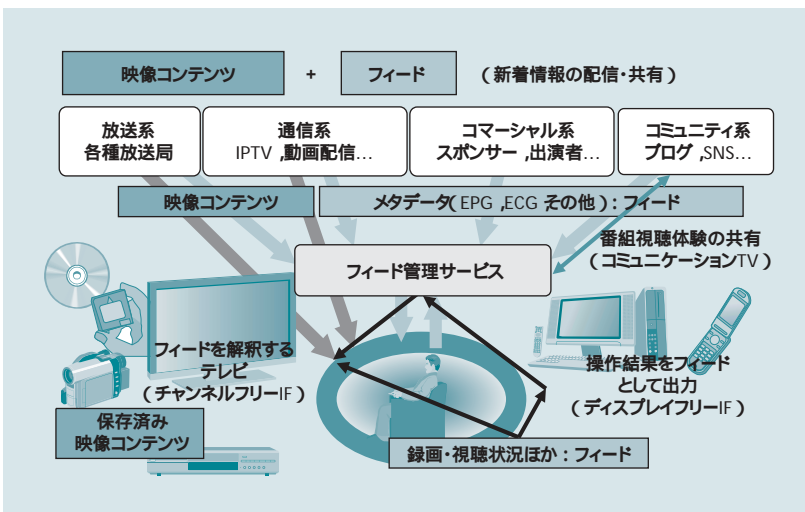 映像コンテンツ + フィード (新着情報の配信・共有)
放送系
各種放送局
通信系
IPTV,動画配信…
コマーシャル系
スポンサー,出演者…
コミュニティ系
ブログ,SNS…
映像コンテンツ
メタデータ(EPG,ECG その他):フィード
番組視聴体験の共有
(コミュニケーションTV)
フィード管理サービス
フィードを解釈する
テレビ
(チャンネルフリーIF)
操作結果をフィード
として出力
(ディスプレイフリーIF)
保存済み
映像コンテンツ
録画・視聴状況ほか:フィード